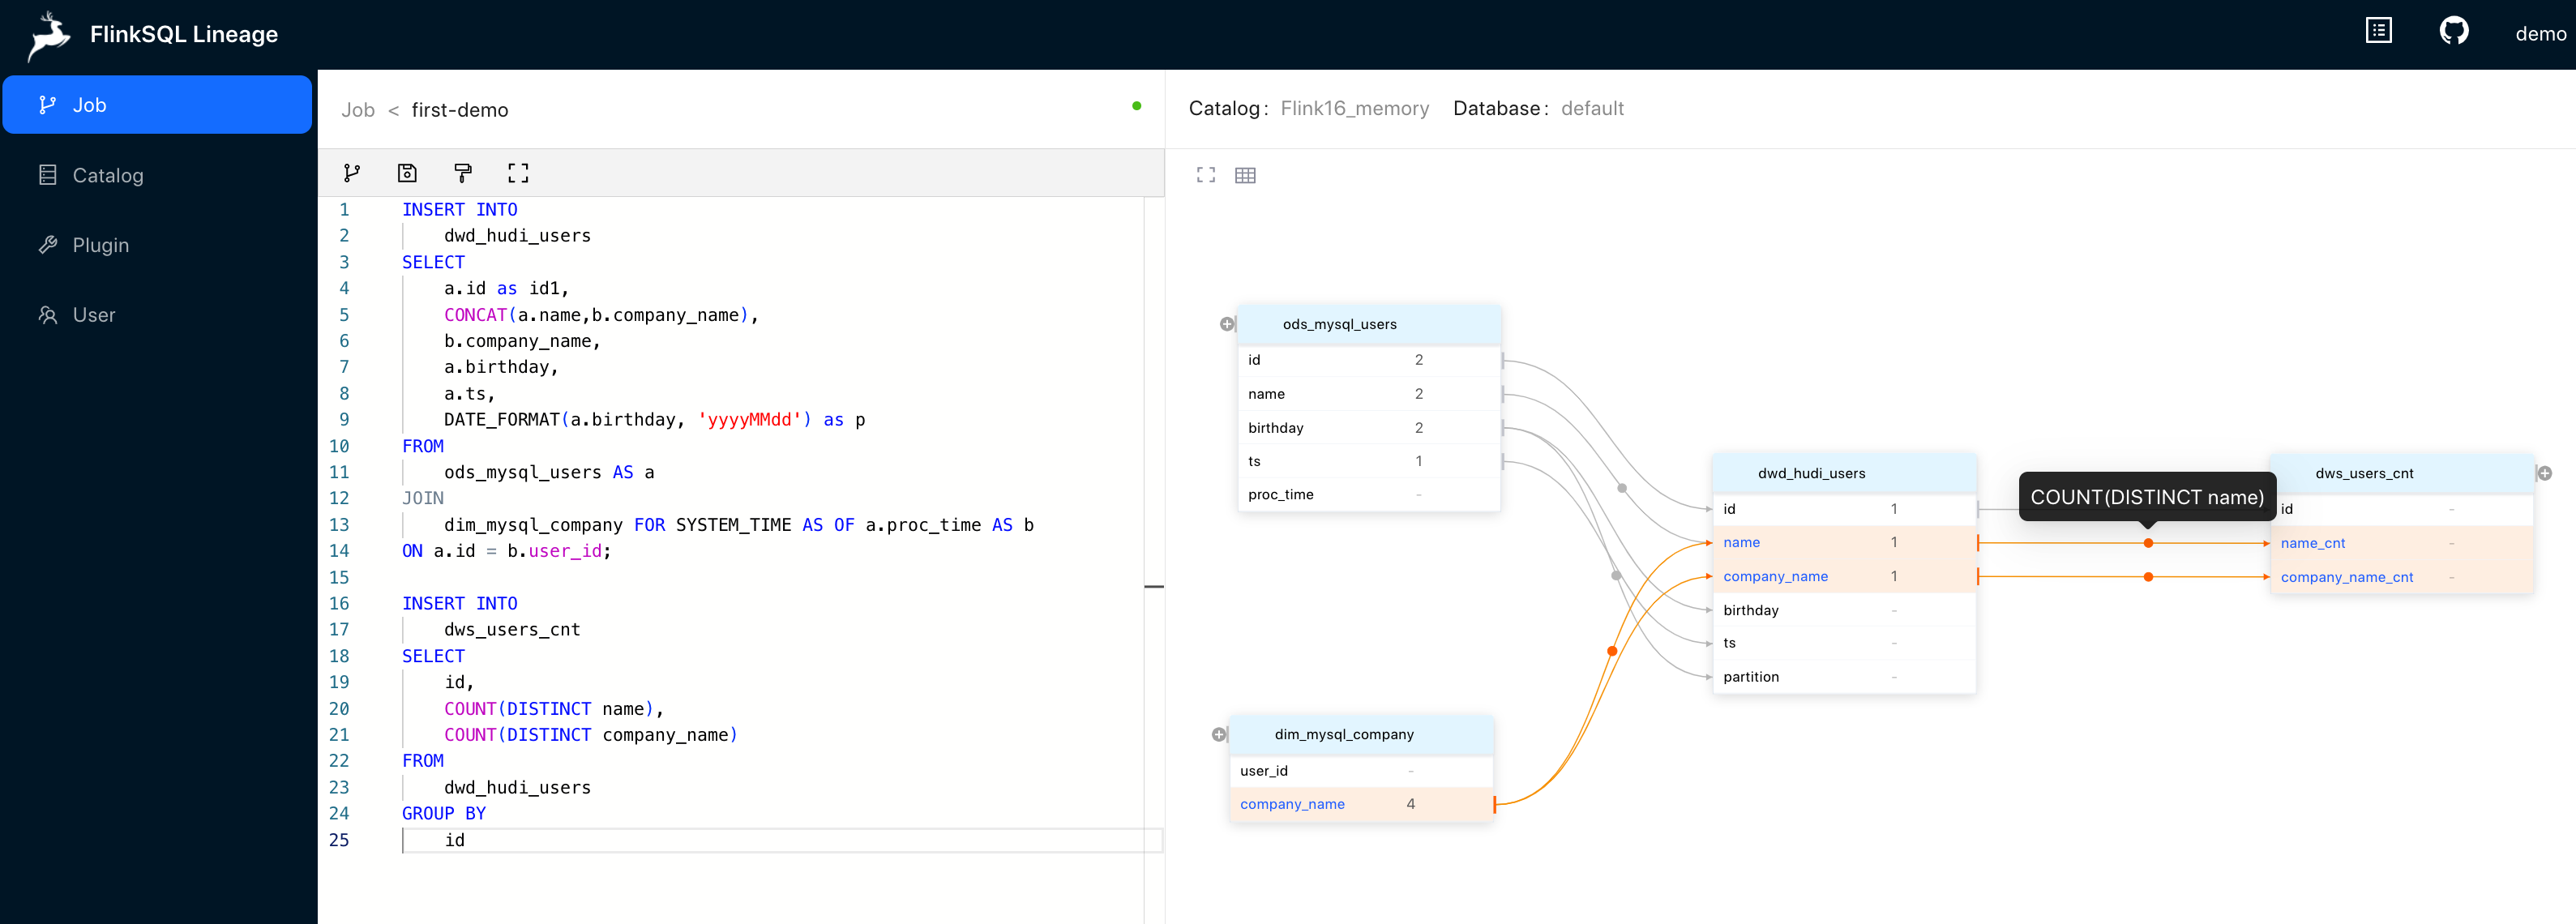 FlinkSQL Lineage
demo
Job
Catalog
Plugin
User
Job < first-demo
1 INSERT INTO
2 dwd_hudi_users
3 SELECT
4 a.id as id1,
5 CONCAT(a.name,b.company_name),
6 b.company_name,
7 a.birthday,
8 a.ts,
9 DATE_FORMAT(a.birthday, 'yyyyMMdd') as p
10 FROM
11 ods_mysql_users AS a
12 JOIN
13 dim_mysql_company FOR SYSTEM_TIME AS OF a.proc_time AS b
14 ON a.id = b.user_id;
15
16 INSERT INTO
17 dws_users_cnt
18 SELECT
19 id,
20 COUNT(DISTINCT name),
21 COUNT(DISTINCT company_name)
22 FROM
23 dwd_hudi_users
24 GROUP BY
25 id
Catalog: Flink16_memory Database: default
ods_mysql_users
id 2
name 2
birthday 2
ts 1
proc_time -
dim_mysql_company
user_id -
company_name 4
dwd_hudi_users
id 1
name 1
company_name 1
birthday -
ts -
partition -
COUNT(DISTINCT name)
dws_users_cnt
id -
name_cnt -
company_name_cnt -